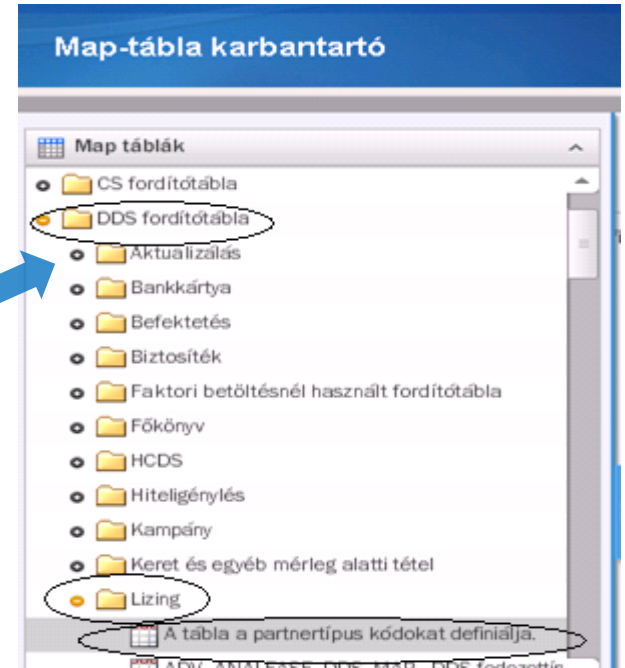 Map-tábla karbantartó
Map táblák
CS fordítótábla
DDS fordítótábla
Aktualizálás
Bankkártya
Befektetés
Biztosíték
Faktori betöltésnél használt fordítótábla
Főkönyv
HCDS
Hiteligénylés
Kampány
Keret és egyéb mérleg alatti tétel
Lizing
A tábla a partnertípus kódokat definiálja.